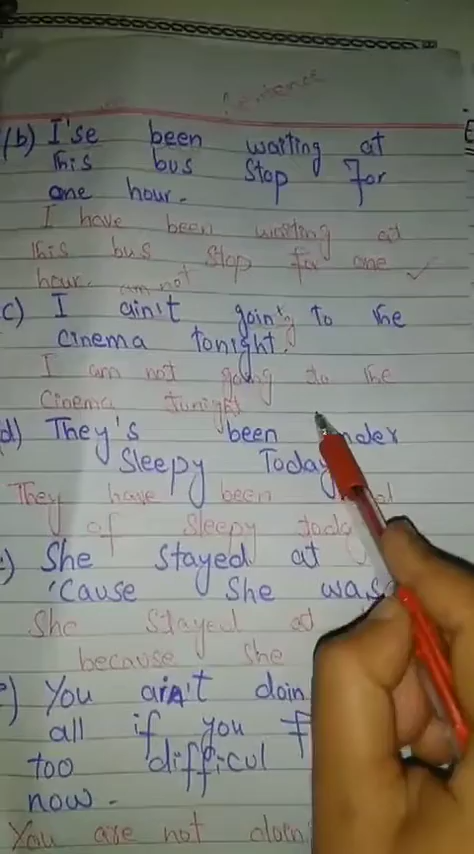 Sentence
(b) I'se been waiting at
this bus stop For
one hour.
I have been waiting at
this bus stop for one
hour.
am not
c) I ain't goin'g to the
cinema tonight.
I am not going to the
Cinema tunight
d) They's been
Sleepy Today
They have been
of sleepy today
She stayed at
'Cause She was
She stayed at
because she
You ain't doin
all if you
too difficul
now.
You are not doin